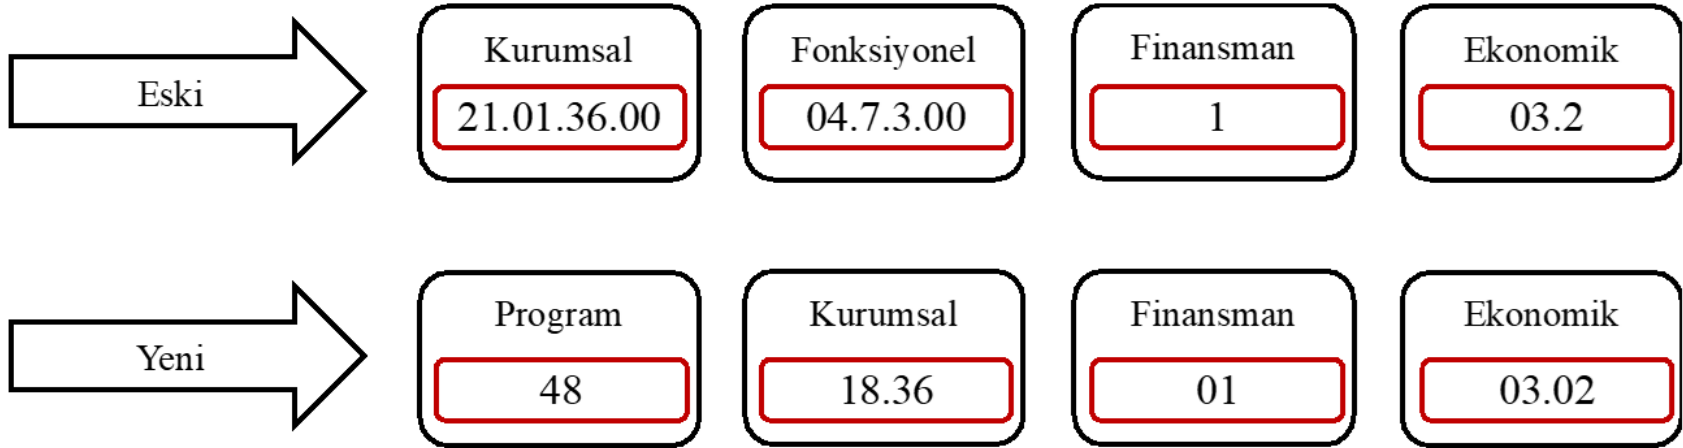 Eski
Kurumsal
21.01.36.00
Fonksiyonel
04.7.3.00
Finansman
1
Ekonomik
03.2
Yeni
Program
48
Kurumsal
18.36
Finansman
01
Ekonomik
03.02